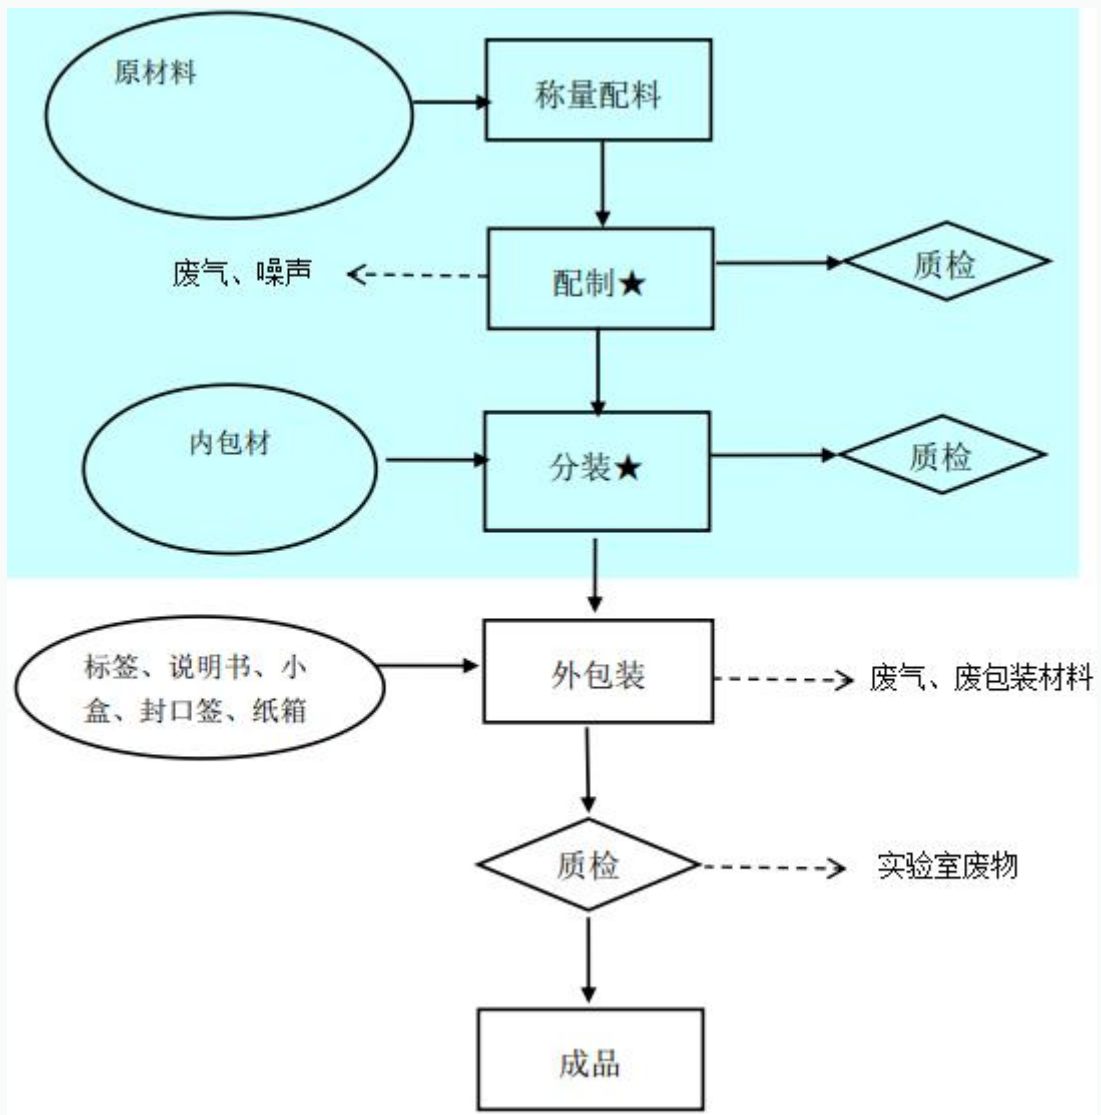 原材料
称量配料
废气、噪声
配制★
质检
内包材
分装★
质检
标签、说明书、小
盒、封口签、纸箱
外包装
废气、废包装材料
质检
实验室废物
成品